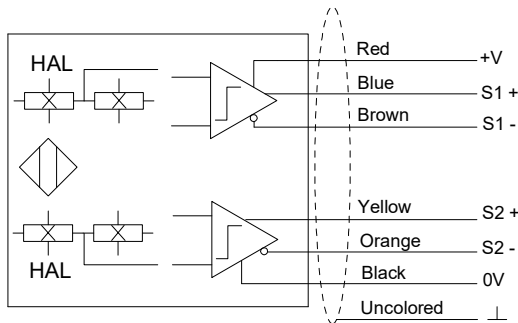 Red
+V
HAL
Blue
S1 +
Brown
S1 -
Yellow
S2 +
Orange
S2 -
HAL
Black
0V
Uncolored